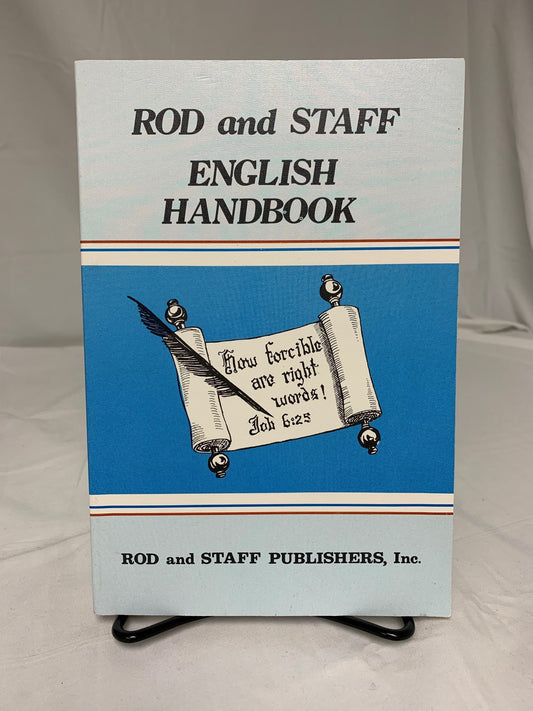 ROD and STAFF
ENGLISH
HANDBOOK
How forcible
are right
words!
Job 6:25
ROD and STAFF PUBLISHERS, Inc.